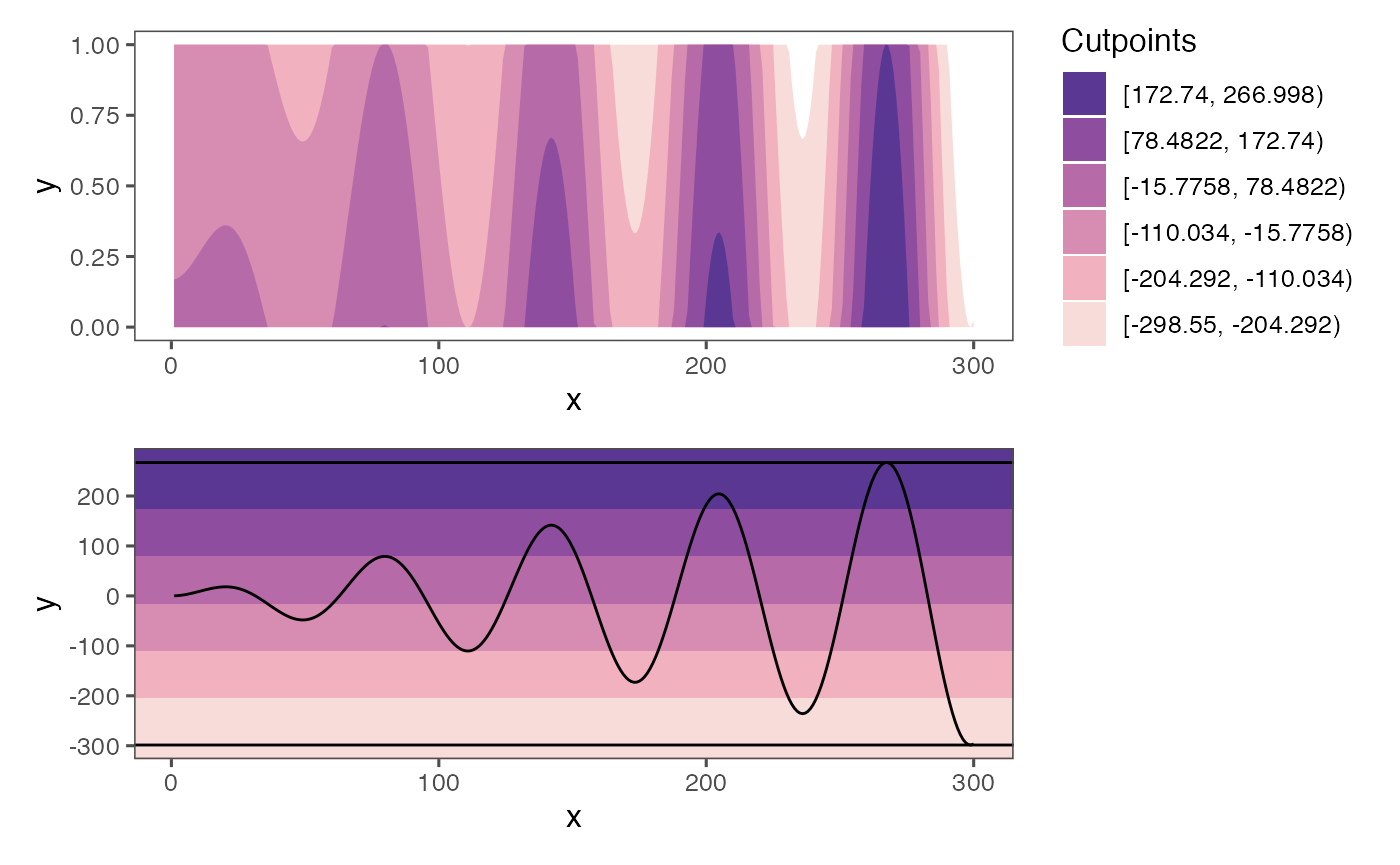 Cutpoints
[172.74, 266.998)
[78.4822, 172.74)
[-15.7758, 78.4822)
[-110.034, -15.7758)
[-204.292, -110.034)
[-298.55, -204.292)
1.00
0.75
0.50
0.25
0.00
y
0 100 200 300
x
200
100
0
-100
-200
-300
y
0 100 200 300
x